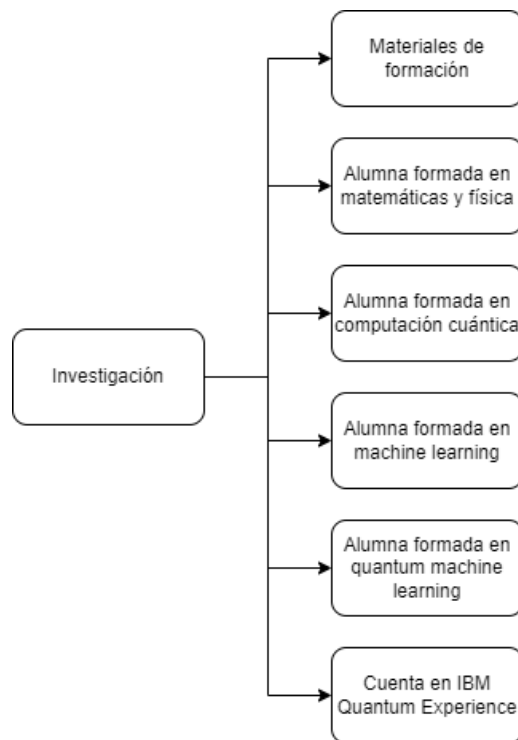 Materiales de
formación
Alumna formada en
matemáticas y física
Alumna formada en
computación cuántica
Investigación
Alumna formada en
machine learning
Alumna formada en
quantum machine
learning
Cuenta en IBM
Quantum Experience